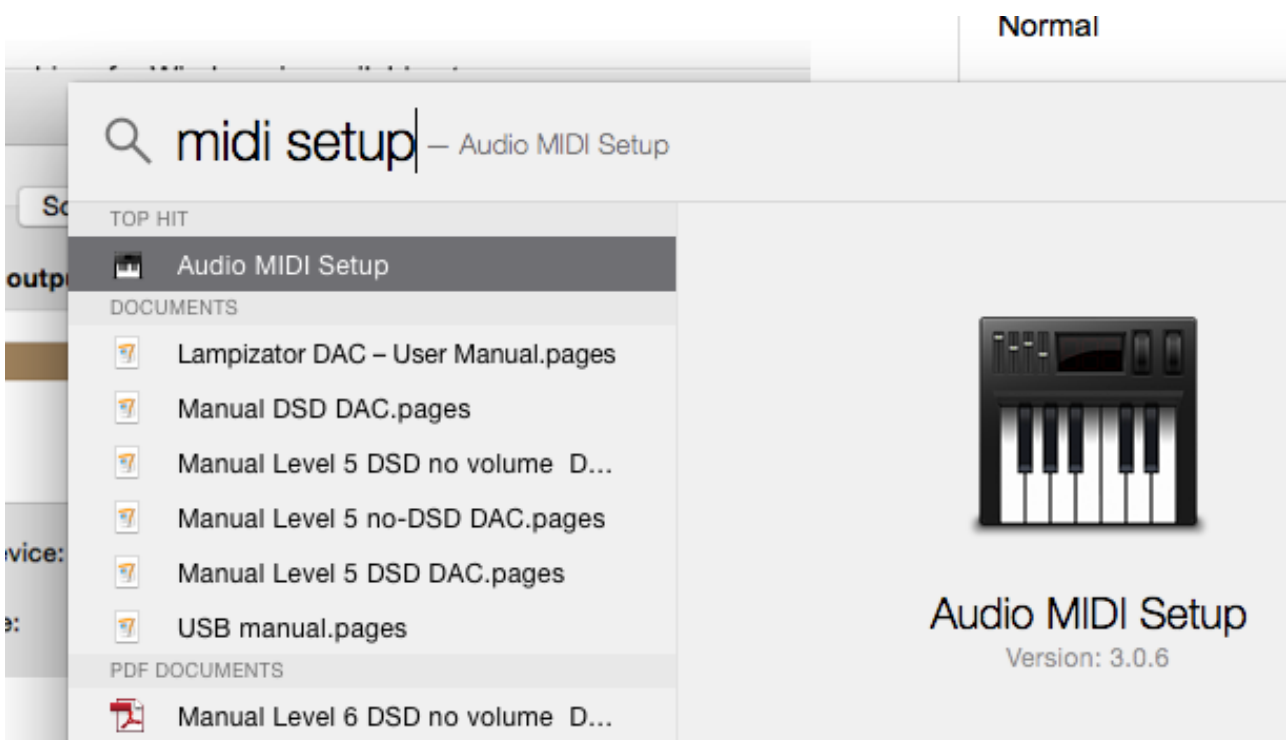 Normal
midi setup — Audio MIDI Setup
So
TOP HIT
Audio MIDI Setup
outpu
DOCUMENTS
Lampizator DAC – User Manual.pages
Manual DSD DAC.pages
Manual Level 5 DSD no volume D...
Manual Level 5 no-DSD DAC.pages
evice:
Manual Level 5 DSD DAC.pages
Audio MIDI Setup
e:
USB manual.pages
Version: 3.0.6
PDF DOCUMENTS
Manual Level 6 DSD no volume D...